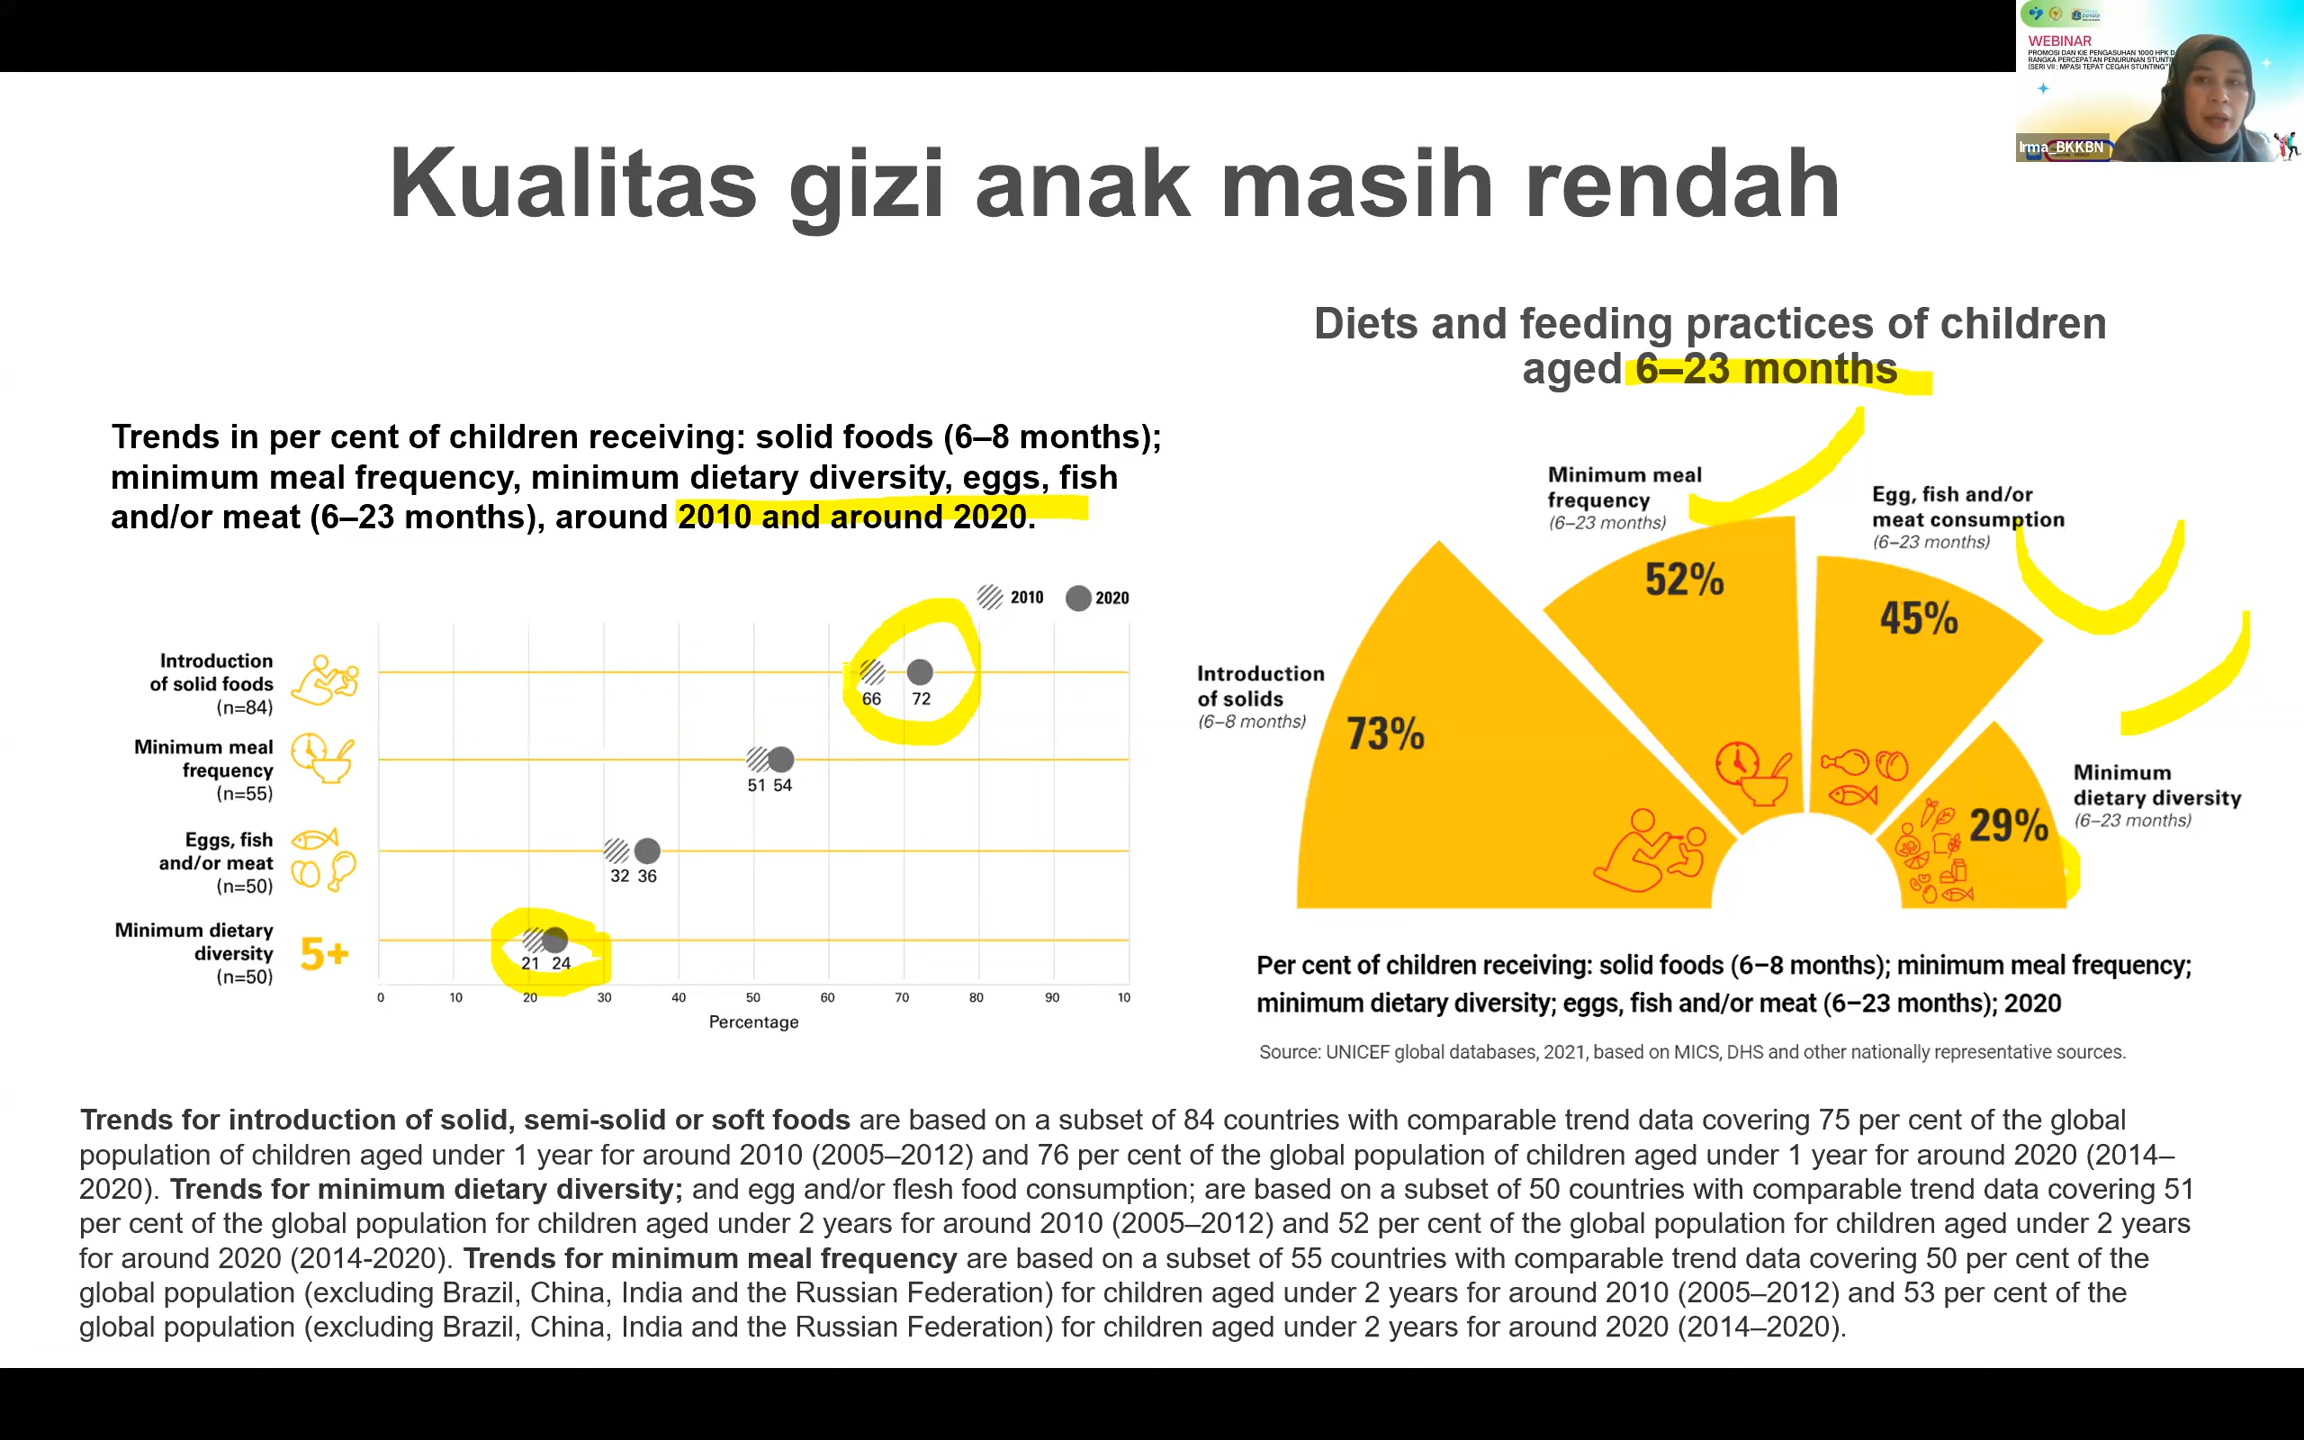 WEBINAR
PROMOSI DAN KIE PENGASUHAN 1000 HPK D
RANGKA PERCEPATAN PENURUNAN STUNTI
(SERI VII : MPASI TEPAT CEGAH STUNTING"
Irma_BKKBN
Kualitas gizi anak masih rendah
Trends in per cent of children receiving: solid foods (6–8 months);
minimum meal frequency, minimum dietary diversity, eggs, fish
and/or meat (6–23 months), around 2010 and around 2020.
2010 2020
Introduction
of solid foods
(n=84)
66 72
Minimum meal
frequency
(n=55)
51 54
Eggs, fish
and/or meat
(n=50)
32 36
Minimum dietary
diversity
(n=50)
5+
21 24
0 10 20 30 40 50 60 70 80 90 10
Percentage
Diets and feeding practices of children
aged 6–23 months
Introduction
of solids
(6–8 months)
73%
Minimum meal
frequency
(6–23 months)
52%
Egg, fish and/or
meat consumption
(6–23 months)
45%
Minimum
dietary diversity
(6–23 months)
29%
Per cent of children receiving: solid foods (6–8 months); minimum meal frequency;
minimum dietary diversity; eggs, fish and/or meat (6–23 months); 2020
Source: UNICEF global databases, 2021, based on MICS, DHS and other nationally representative sources.
Trends for introduction of solid, semi-solid or soft foods are based on a subset of 84 countries with comparable trend data covering 75 per cent of the global
population of children aged under 1 year for around 2010 (2005–2012) and 76 per cent of the global population of children aged under 1 year for around 2020 (2014–
2020). Trends for minimum dietary diversity; and egg and/or flesh food consumption; are based on a subset of 50 countries with comparable trend data covering 51
per cent of the global population for children aged under 2 years for around 2010 (2005–2012) and 52 per cent of the global population for children aged under 2 years
for around 2020 (2014-2020). Trends for minimum meal frequency are based on a subset of 55 countries with comparable trend data covering 50 per cent of the
global population (excluding Brazil, China, India and the Russian Federation) for children aged under 2 years for around 2010 (2005–2012) and 53 per cent of the
global population (excluding Brazil, China, India and the Russian Federation) for children aged under 2 years for around 2020 (2014–2020).